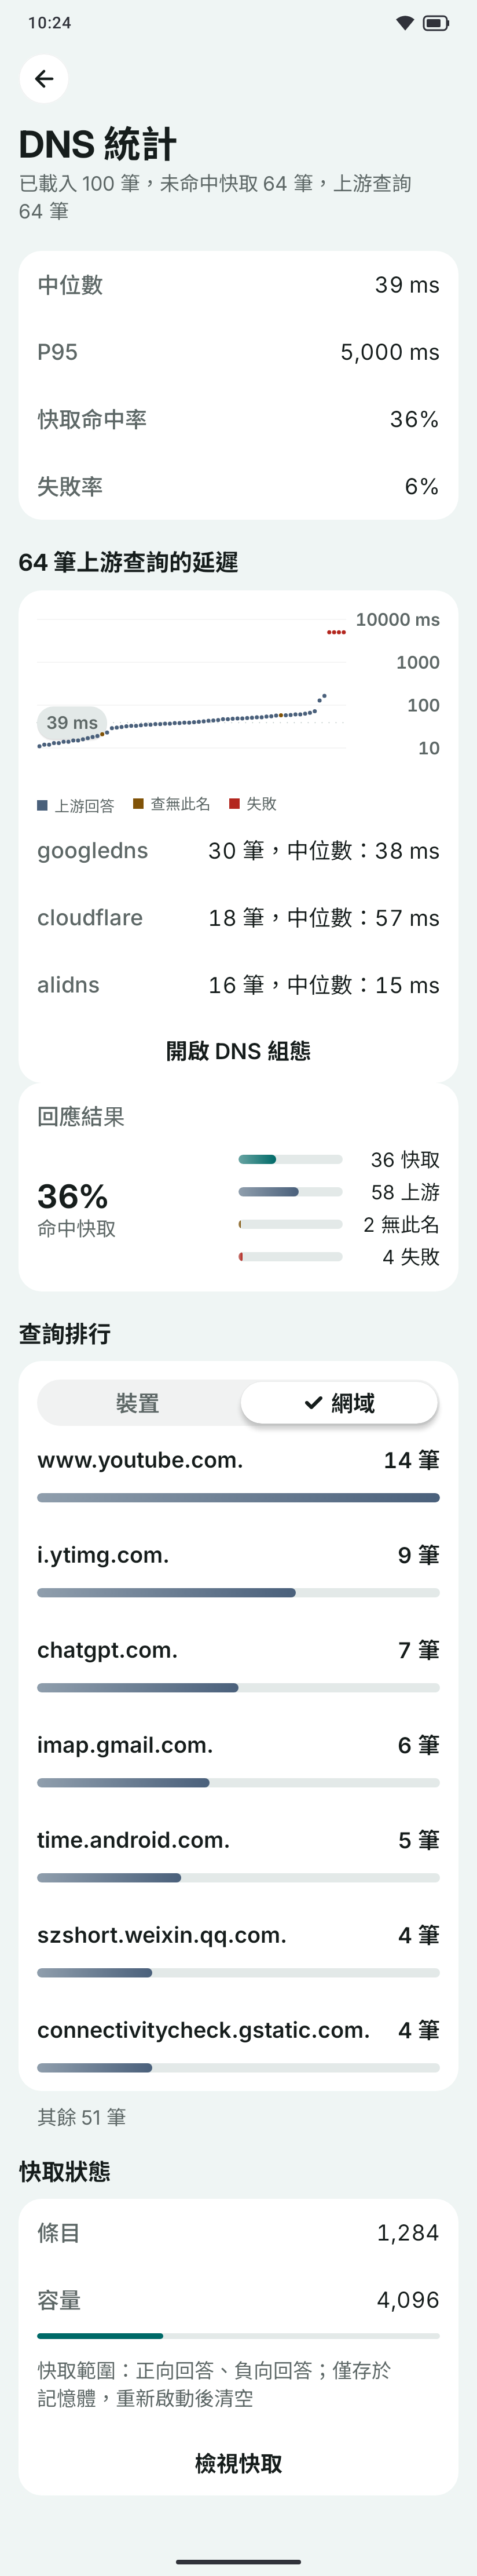 10:24
DNS 統計
已載入 100 筆，未命中快取 64 筆，上游查詢
64 筆
中位數 39 ms
P95 5,000 ms
快取命中率 36%
失敗率 6%
64 筆上游查詢的延遲
10000 ms
1000
100
39 ms
10
上游回答 查無此名 失敗
googledns 30 筆，中位數：38 ms
cloudflare 18 筆，中位數：57 ms
alidns 16 筆，中位數：15 ms
開啟 DNS 組態
回應結果
36%
命中快取
36 快取
58 上游
2 無此名
4 失敗
查詢排行
裝置 網域
www.youtube.com. 14 筆
i.ytimg.com. 9 筆
chatgpt.com. 7 筆
imap.gmail.com. 6 筆
time.android.com. 5 筆
szshort.weixin.qq.com. 4 筆
connectivitycheck.gstatic.com. 4 筆
其餘 51 筆
快取狀態
條目 1,284
容量 4,096
快取範圍：正向回答、負向回答；僅存於
記憶體，重新啟動後清空
檢視快取